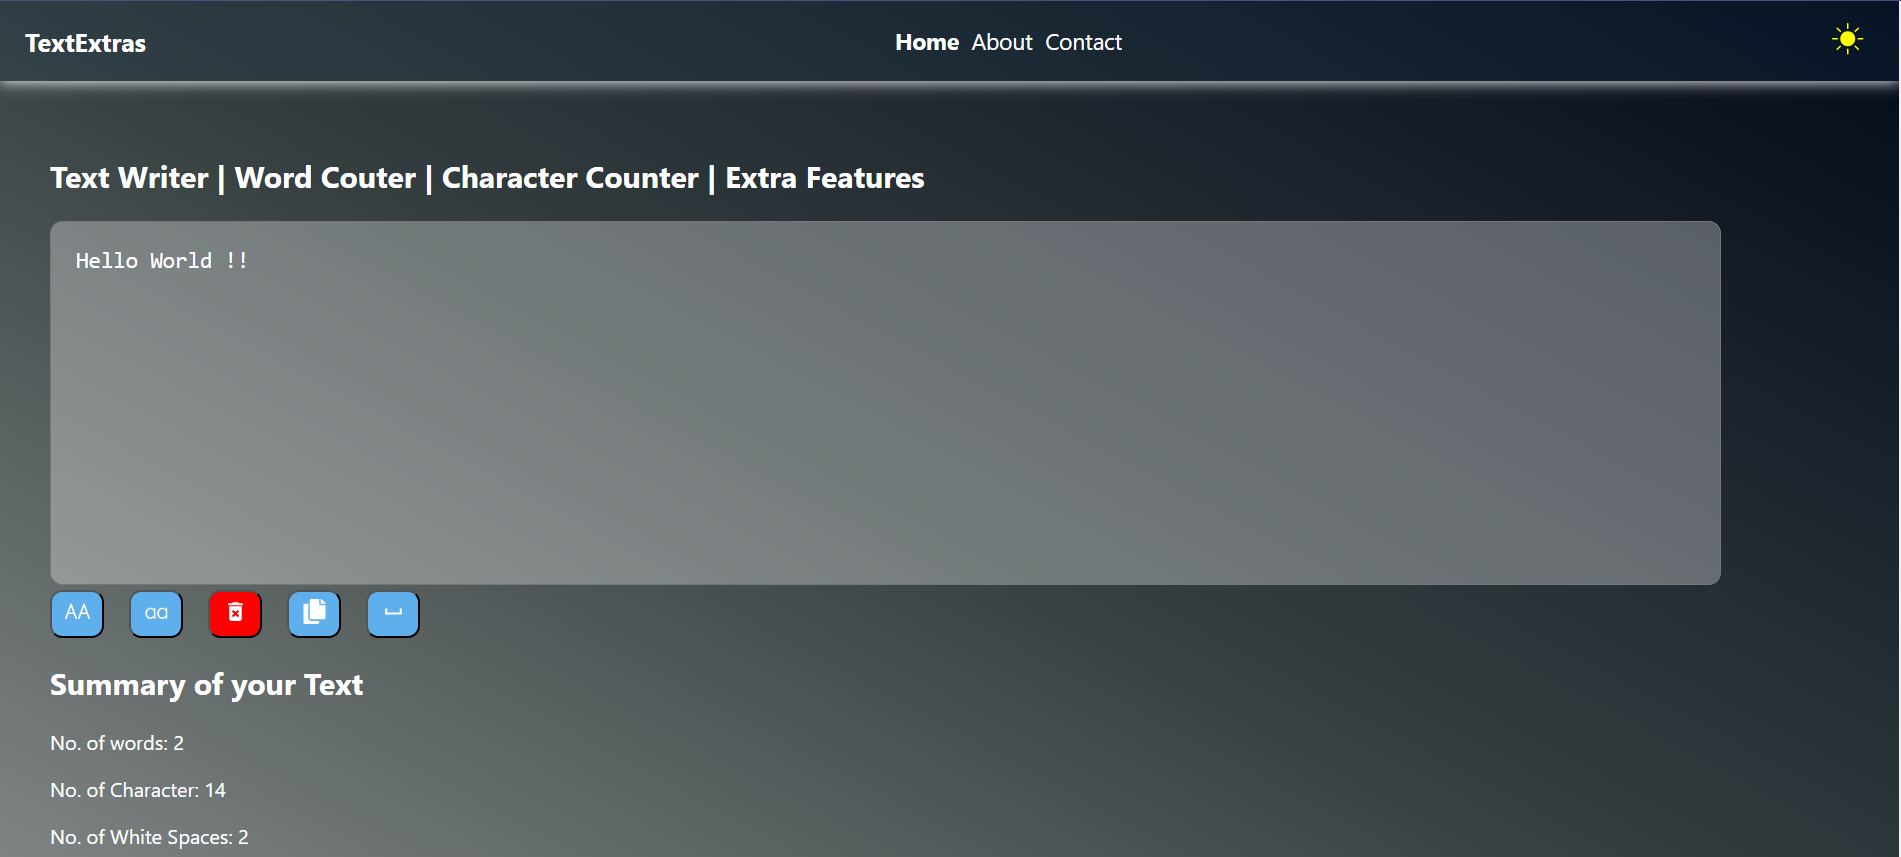 TextExtras
Home About Contact
Text Writer | Word Couter | Character Counter | Extra Features
Hello World !!
AA aa
Summary of your Text
No. of words: 2
No. of Character: 14
No. of White Spaces: 2